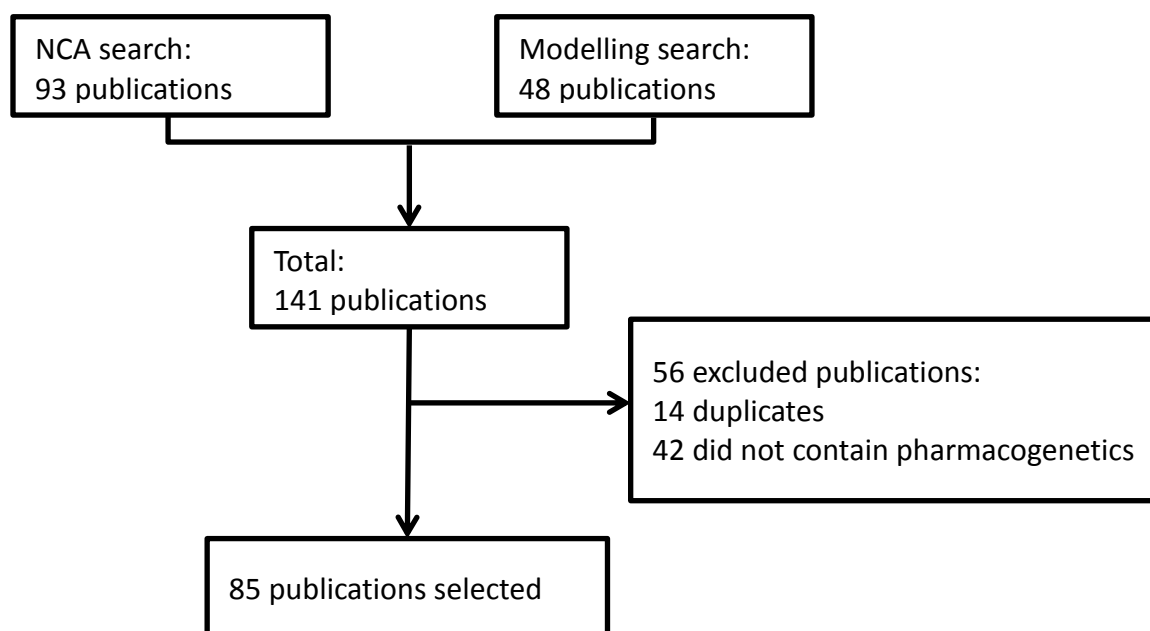 NCA search:
93 publications
Modelling search:
48 publications
Total:
141 publications
56 excluded publications:
14 duplicates
42 did not contain pharmacogenetics
85 publications selected